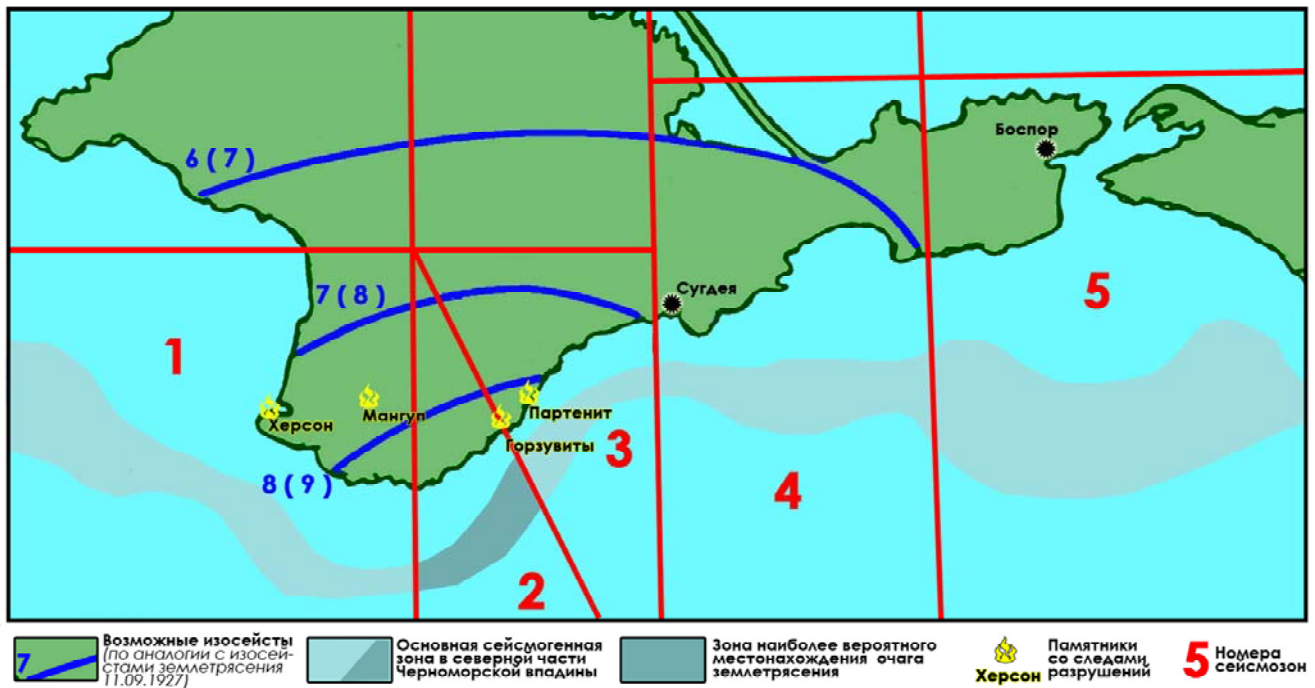 Боспор
6 ( 7 )
Сугдея
5
7 ( 8 )
1
Мангуп
Партенит
Херсон
Горзувиты
3
8 ( 9 )
4
2
7
Возможные изосейсты
(по аналогии с изосей-
стами землетрясения
11.09.1927)
Основная сейсмогенная
зона в северной части
Черноморской впадины
Зона наиболее вероятного
местонахождения очага
землетрясения
Херсон
Памятники
со следами
разрушений
5
Номера
сейсмозон